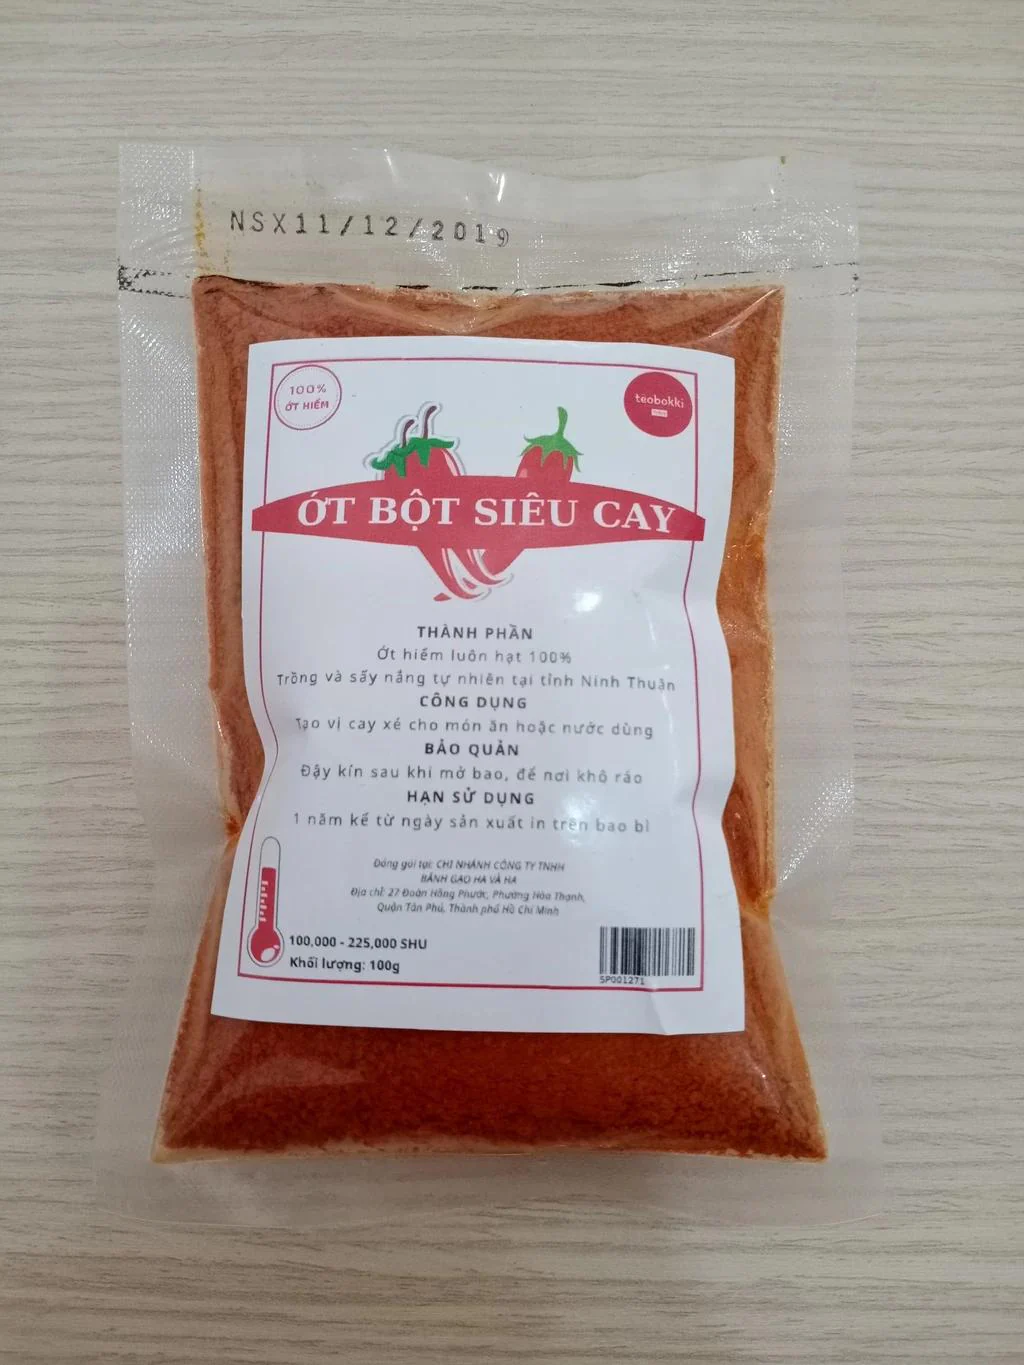 NSX11/12/2019
100%
ỚT HIỂM
teobokki
ỚT BỘT SIÊU CAY
THÀNH PHẦN
Ớt hiểm luôn hạt 100%
Trồng và sấy nắng tự nhiên tại tỉnh Ninh Thuận
CÔNG DỤNG
Tạo vị cay xé cho món ăn hoặc nước dùng
BẢO QUẢN
Đậy kín sau khi mở bao, để nơi khô ráo
HẠN SỬ DỤNG
1 năm kể từ ngày sản xuất in trên bao bì
Đóng gói tại: CHI NHÁNH CÔNG TY TNHH
BÁNH GẠO HA VÀ HA
Địa chỉ: 27 Đoàn Hồng Phước, Phường Hòa Thạnh,
Quận Tân Phú, Thành phố Hồ Chí Minh
100,000 - 225,000 SHU
Khối lượng: 100g
SP001271